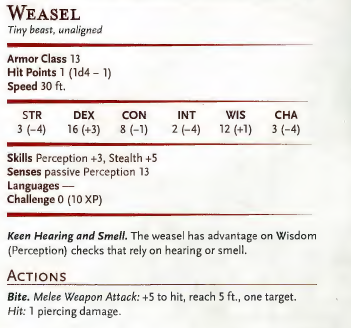 WEASEL
Tiny beast, unaligned
Armor Class 13
Hit Points 1 (1d4 – 1)
Speed 30 ft.
STR DEX CON INT WIS CHA
3 (–4) 16 (+3) 8 (–1) 2 (–4) 12 (+1) 3 (–4)
Skills Perception +3, Stealth +5
Senses passive Perception 13
Languages —
Challenge 0 (10 XP)
Keen Hearing and Smell. The weasel has advantage on Wisdom
(Perception) checks that rely on hearing or smell.
ACTIONS
Bite. Melee Weapon Attack: +5 to hit, reach 5 ft., one target.
Hit: 1 piercing damage.